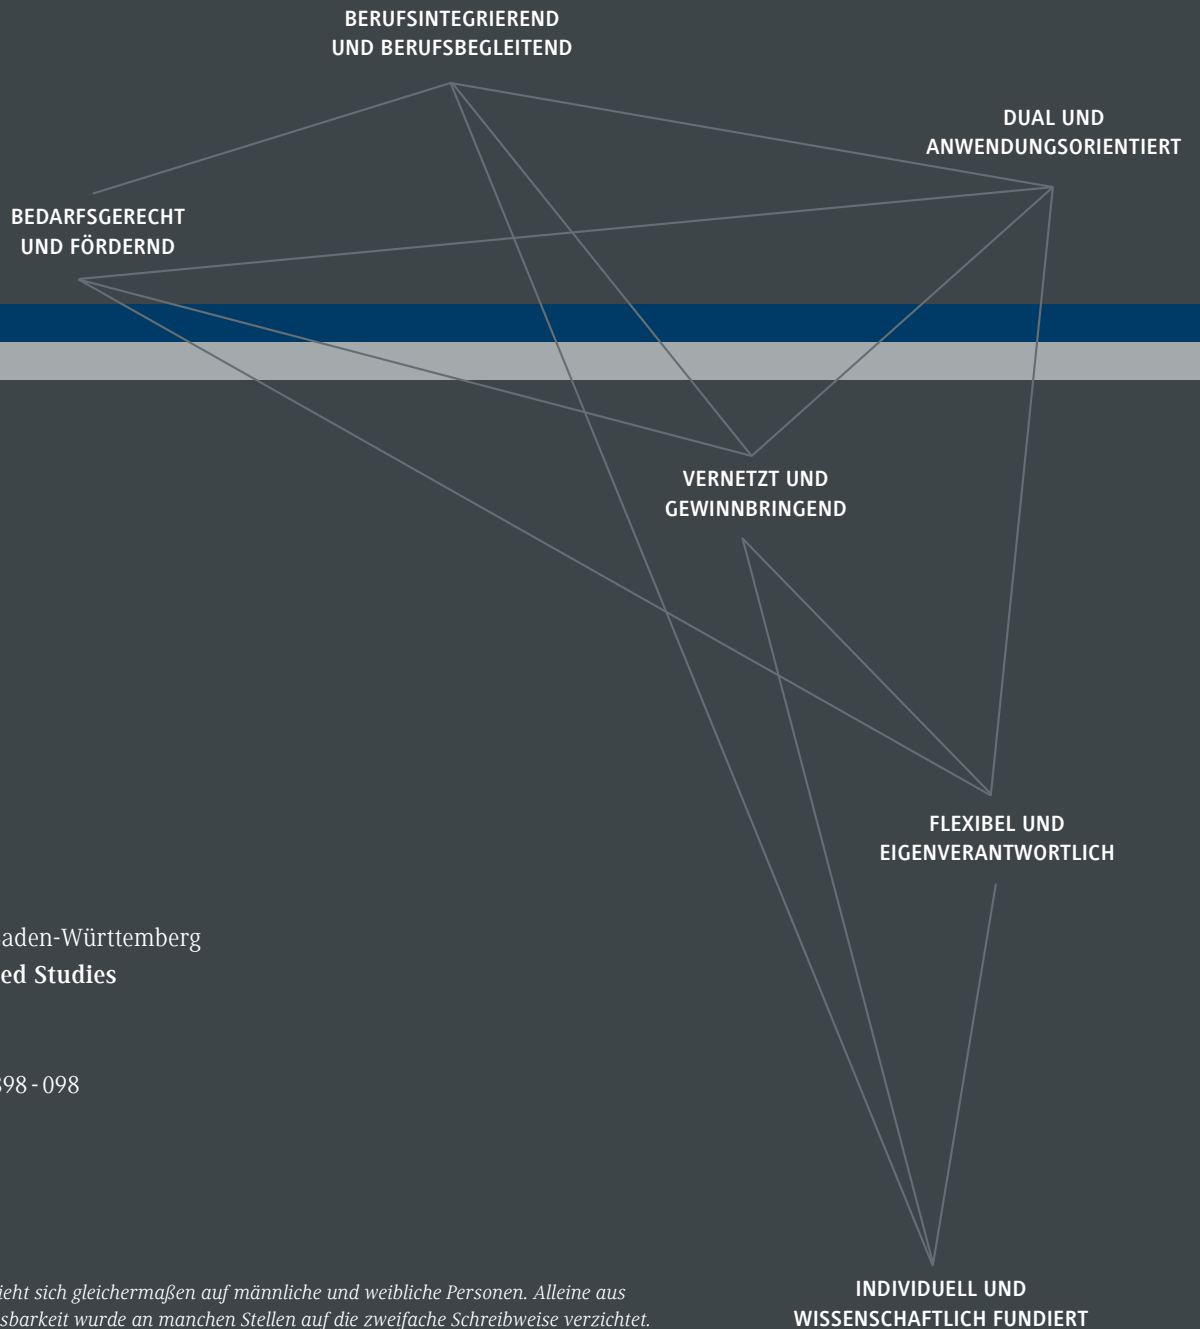 BERUFSINTEGRIEREND
UND BERUFSBEGLEITEND
DUAL UND
ANWENDUNGSORIENTIERT
BEDARFSGERECHT
UND FÖRDERND
VERNETZT UND
GEWINNBRINGEND
FLEXIBEL UND
EIGENVERANTWORTLICH
aden-Württemberg
ed Studies
98 - 098
ieht sich gleichermaßen auf männliche und weibliche Personen. Alleine aus
sbarkeit wurde an manchen Stellen auf die zweifache Schreibweise verzichtet.
INDIVIDUELL UND
WISSENSCHAFTLICH FUNDIERT